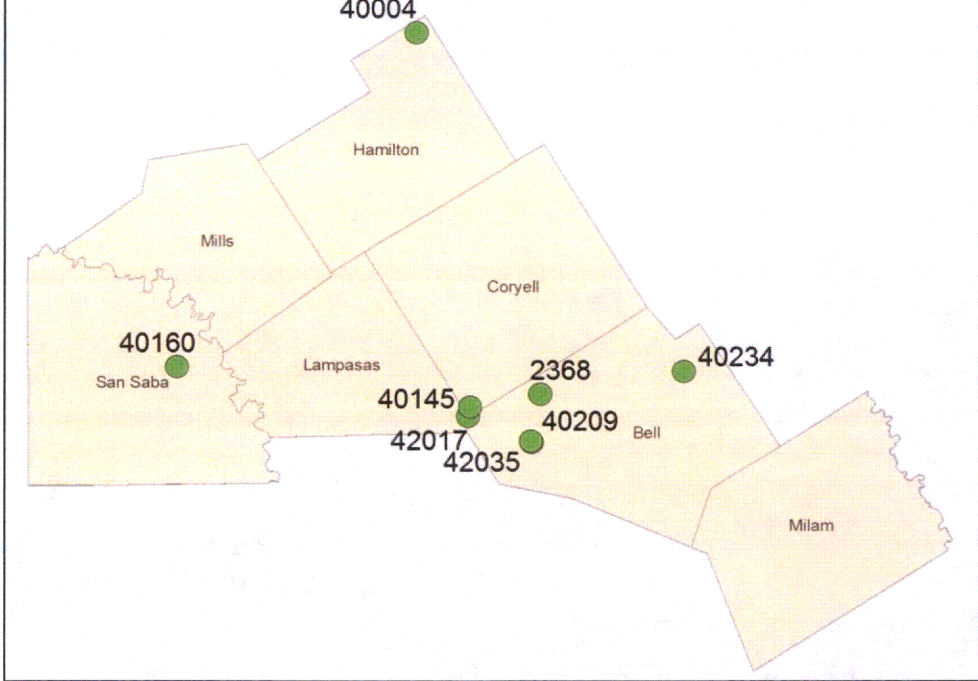 40004
Hamilton
Mills
Coryell
40160
San Saba
Lampasas
2368
40234
40145
40209
42017
Bell
42035
Milam